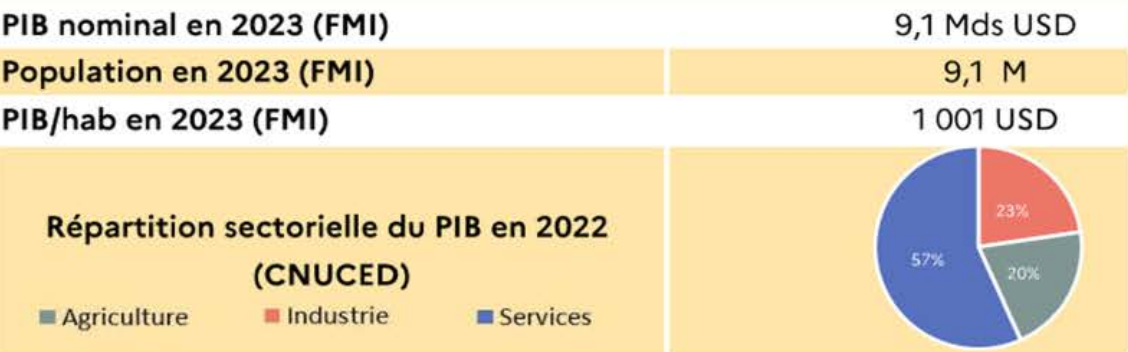 PIB nominal en 2023 (FMI) 9,1 Mds USD
Population en 2023 (FMI) 9,1 M
PIB/hab en 2023 (FMI) 1 001 USD
Répartition sectorielle du PIB en 2022
(CNUCED)
Agriculture Industrie Services
23%
57%
20%